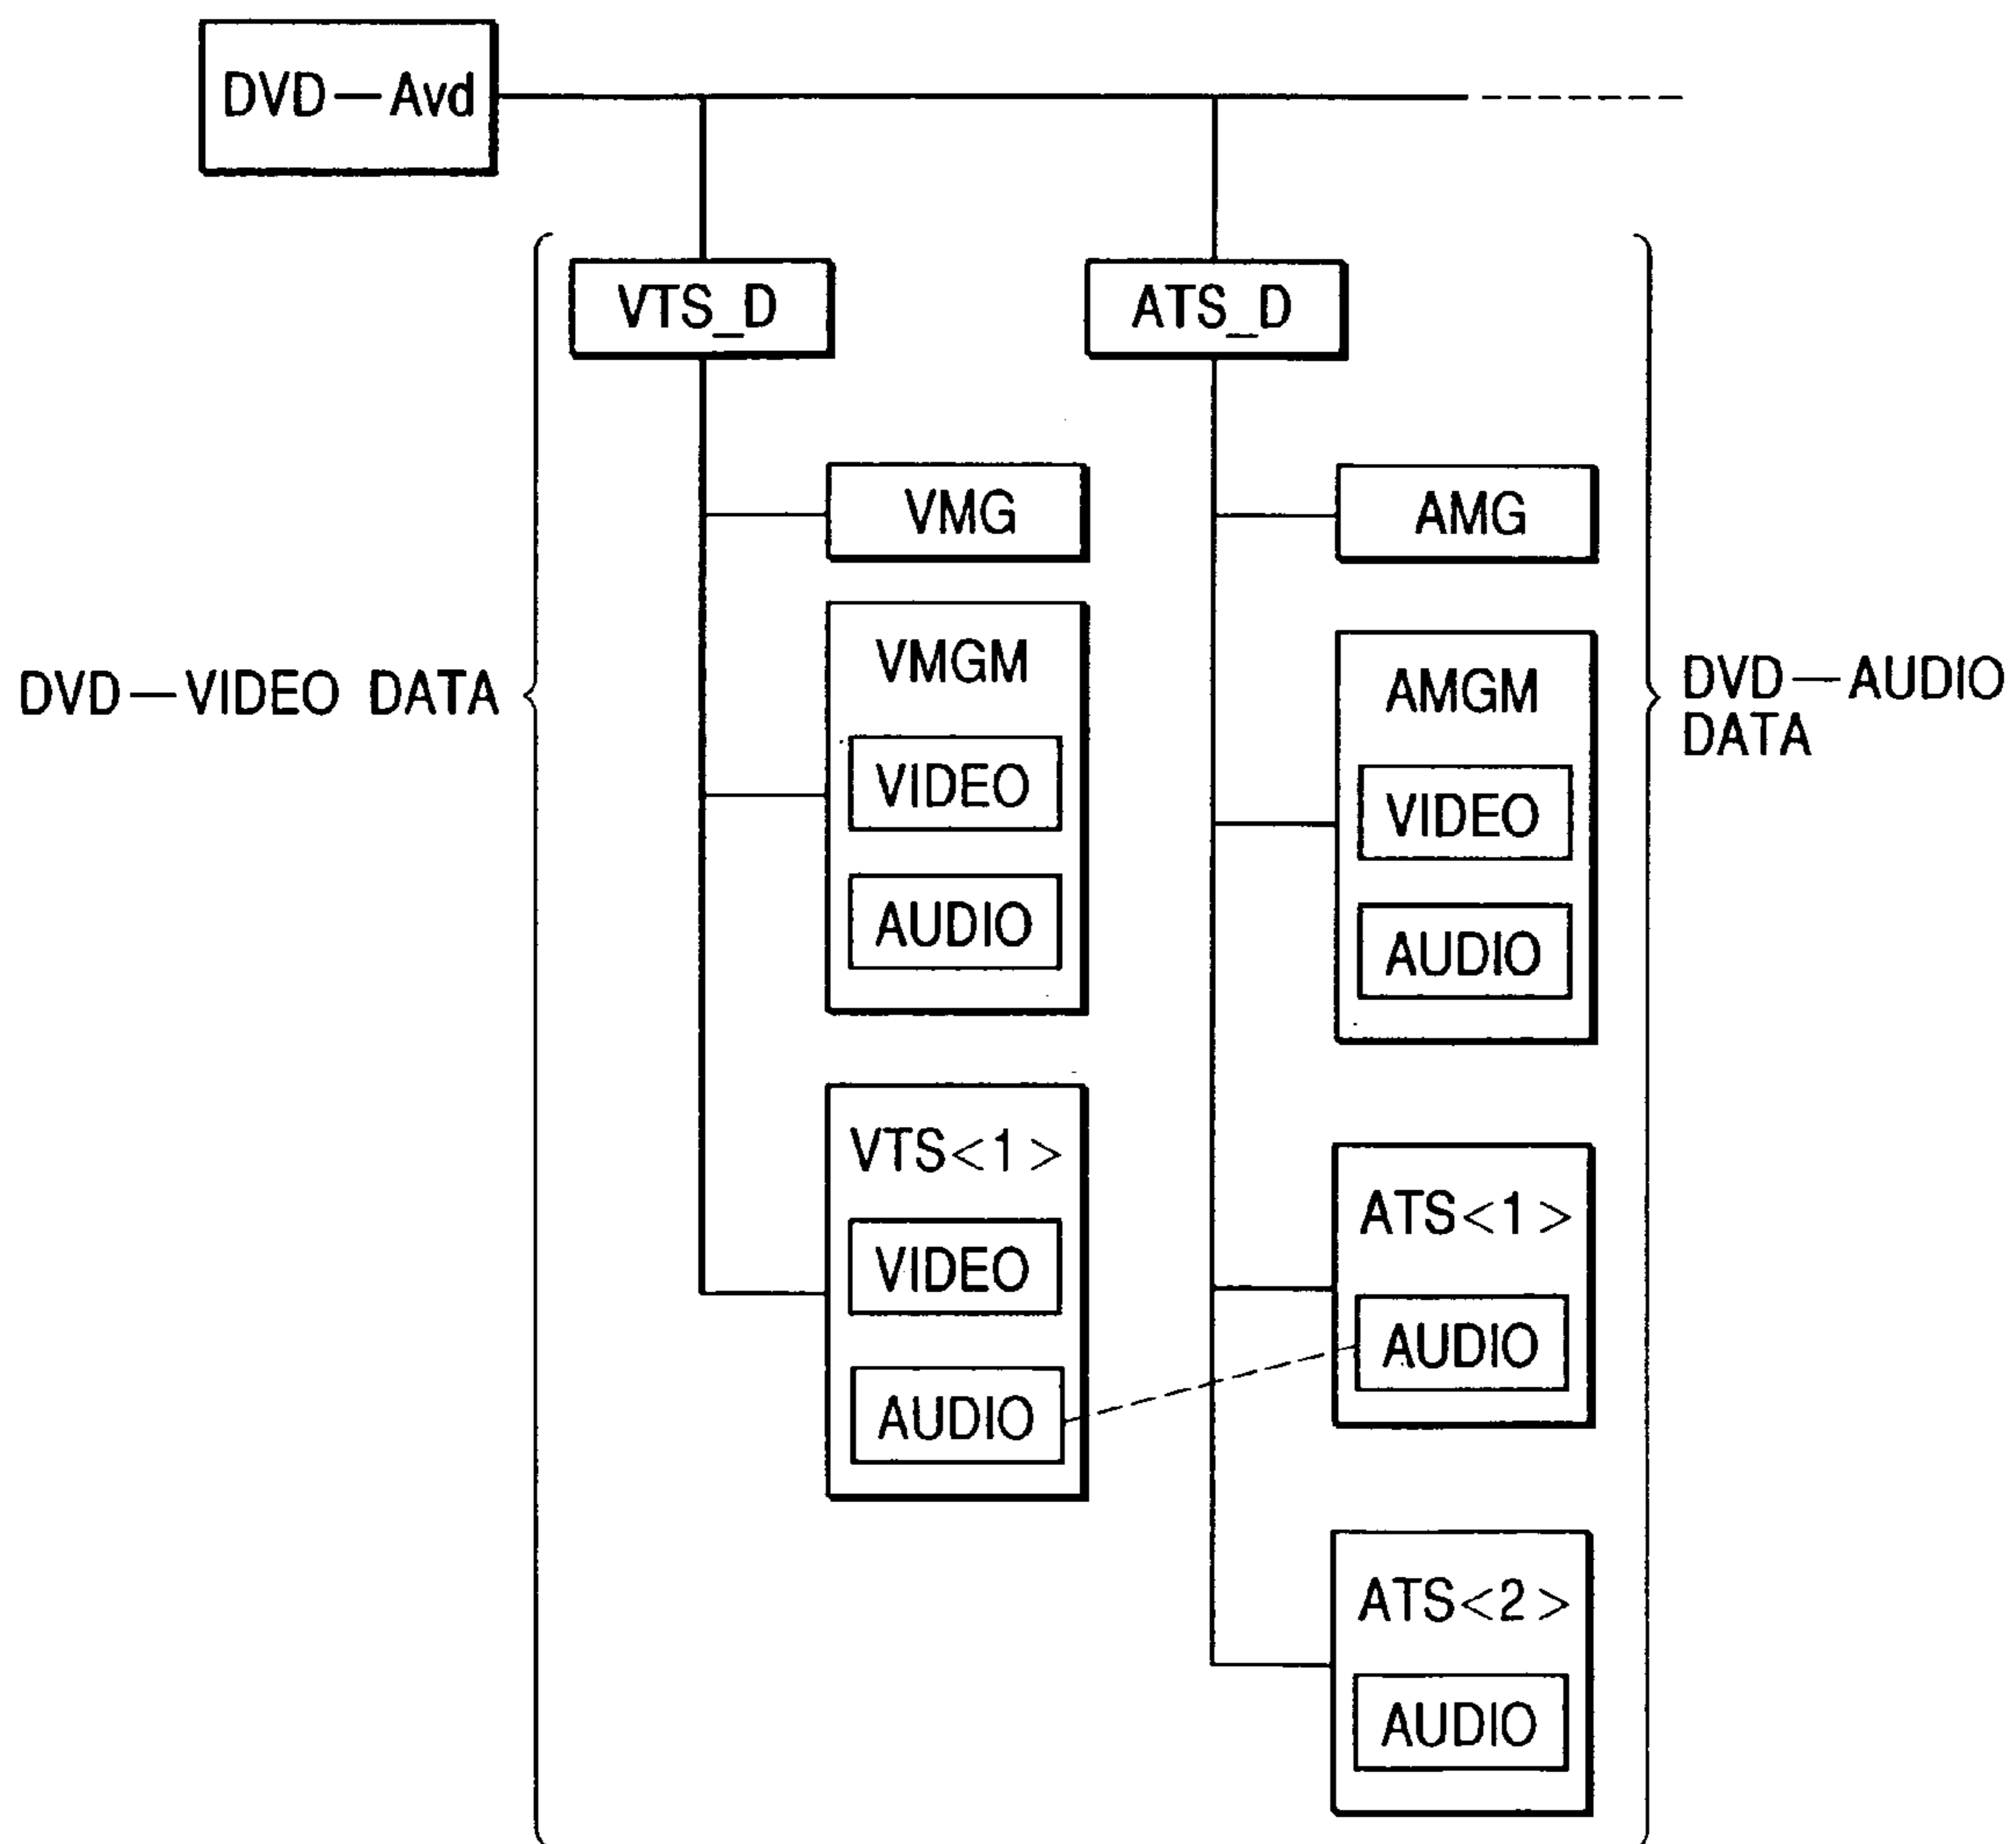 DVD—Avd
VTS_D
ATS_D
VMG
AMG
DVD—VIDEO DATA
VMGM
VIDEO
AUDIO
AMGM
VIDEO
AUDIO
DVD—AUDIO
DATA
VTS<1>
VIDEO
AUDIO
ATS<1>
AUDIO
ATS<2>
AUDIO